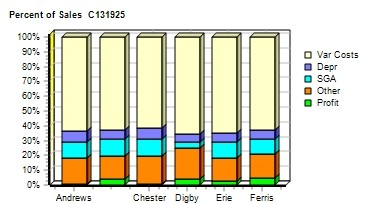 Percent of Sales C131925
100%
90%
80%
70%
60%
50%
40%
30%
20%
10%
0%
Andrews Chester Digby Erie Ferris
Var Costs
Depr
SGA
Other
Profit